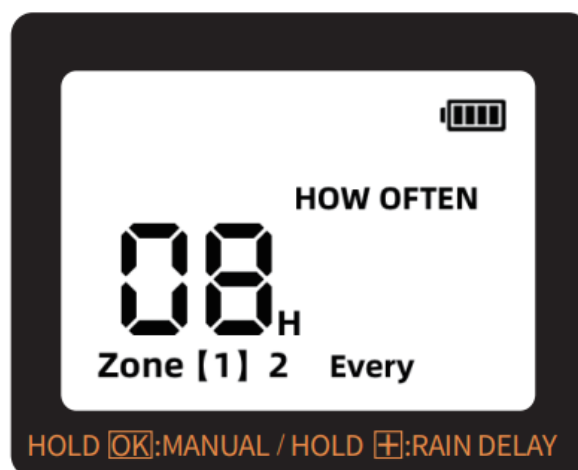 HOW OFTEN
08H
Zone【1】2 Every
HOLD OK:MANUAL / HOLD +:RAIN DELAY